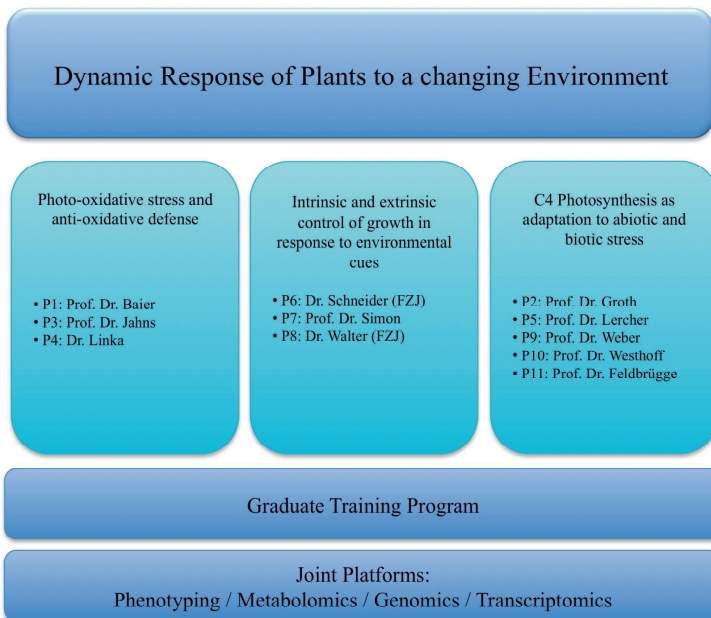 Dynamic Response of Plants to a changing Environment
Photo-oxidative stress and
anti-oxidative defense
• P1: Prof. Dr. Baier
• P3: Prof. Dr. Jahns
• P4: Dr. Linka
Intrinsic and extrinsic
control of growth in
response to environmental
cues
• P6: Dr. Schneider (FZJ)
• P7: Prof. Dr. Simon
• P8: Dr. Walter (FZJ)
C4 Photosynthesis as
adaptation to abiotic and
biotic stress
• P2: Prof. Dr. Groth
• P5: Prof. Dr. Lercher
• P9: Prof. Dr. Weber
• P10: Prof. Dr. Westhoff
• P11: Prof. Dr. Feldbrügge
Graduate Training Program
Joint Platforms:
Phenotyping / Metabolomics / Genomics / Transcriptomics